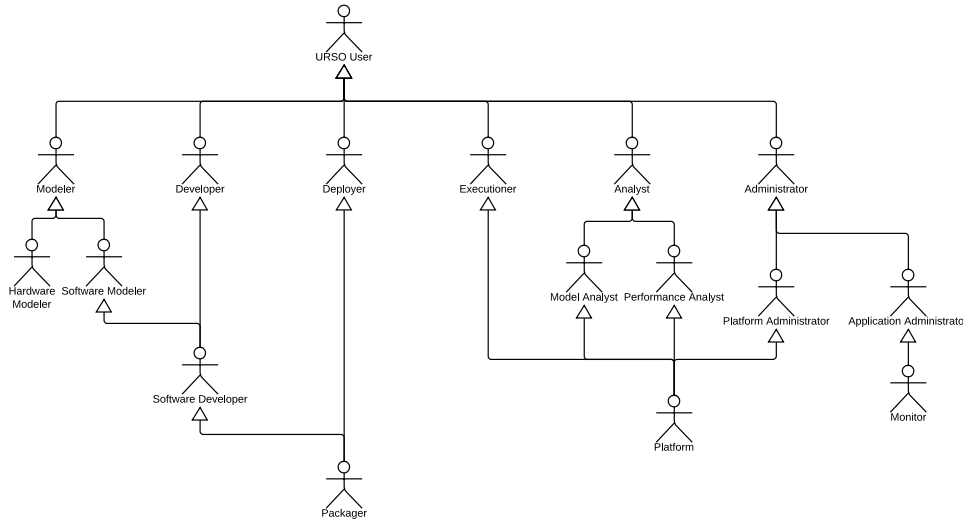 URSO User
Modeler
Developer
Deployer
Executioner
Analyst
Administrator
Hardware
Modeler
Software Modeler
Model Analyst
Performance Analyst
Platform Administrator
Application Administrato
Software Developer
Monitor
Platform
Packager